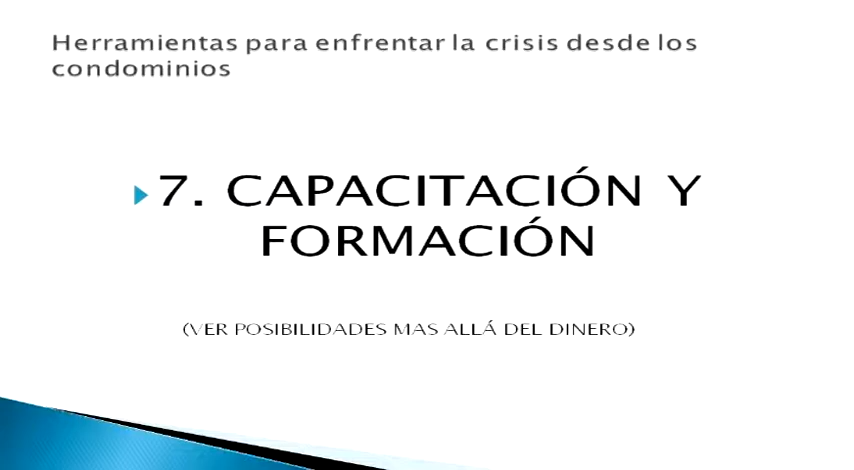 Herramientas para enfrentar la crisis desde los
condominios
7. CAPACITACIÓN Y
FORMACIÓN
(VER POSIBILIDADES MAS ALLÁ DEL DINERO)